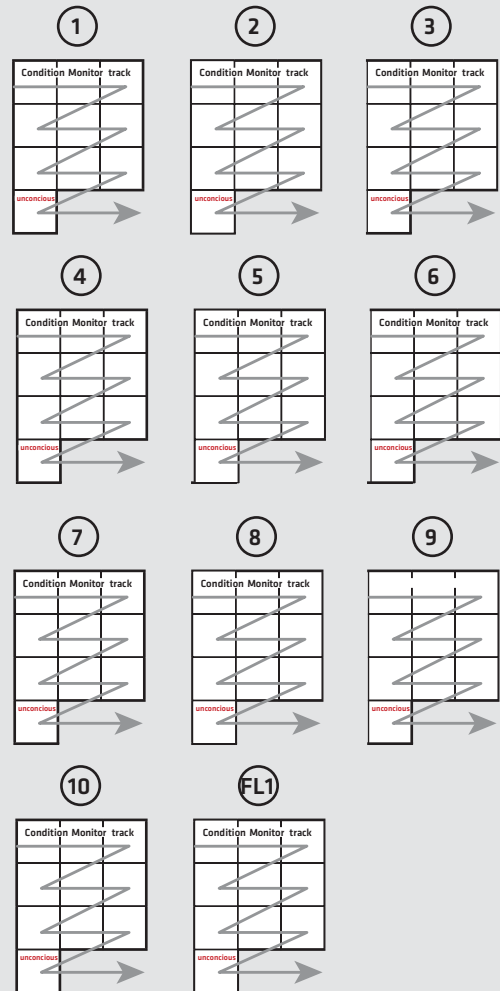 1 2 3
Condition Monitor track Condition Monitor track Condition Monitor track
unconcious unconcious unconcious
4 5 6
Condition Monitor track Condition Monitor track Condition Monitor track
unconcious unconcious unconcious
7 8 9
Condition Monitor track Condition Monitor track
unconcious unconcious unconcious
10 FL1
Condition Monitor track Condition Monitor track
unconcious unconcious